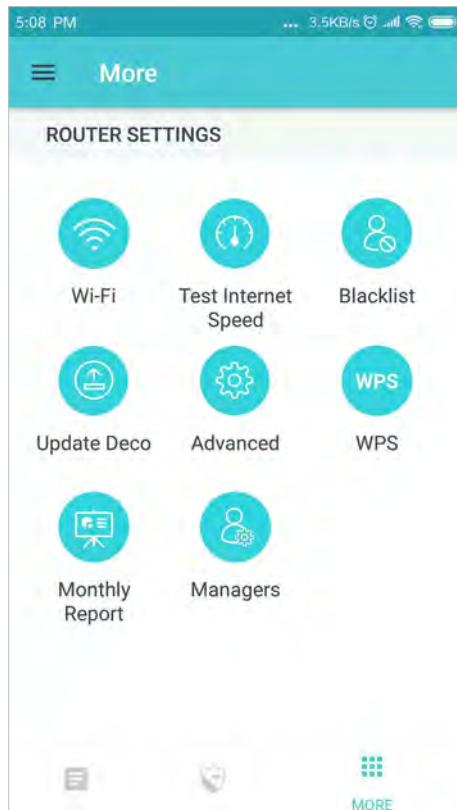 5:08 PM ... 3.5KB/s
More
ROUTER SETTINGS
Wi-Fi
Test Internet
Speed
Blacklist
Update Deco
Advanced
WPS
WPS
Monthly
Report
Managers
MORE